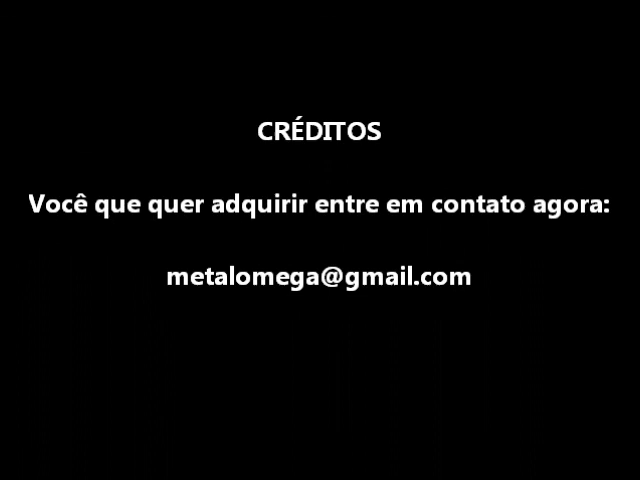 CRÉDITOS
Você que quer adquirir entre em contato agora:
metalomega@gmail.com